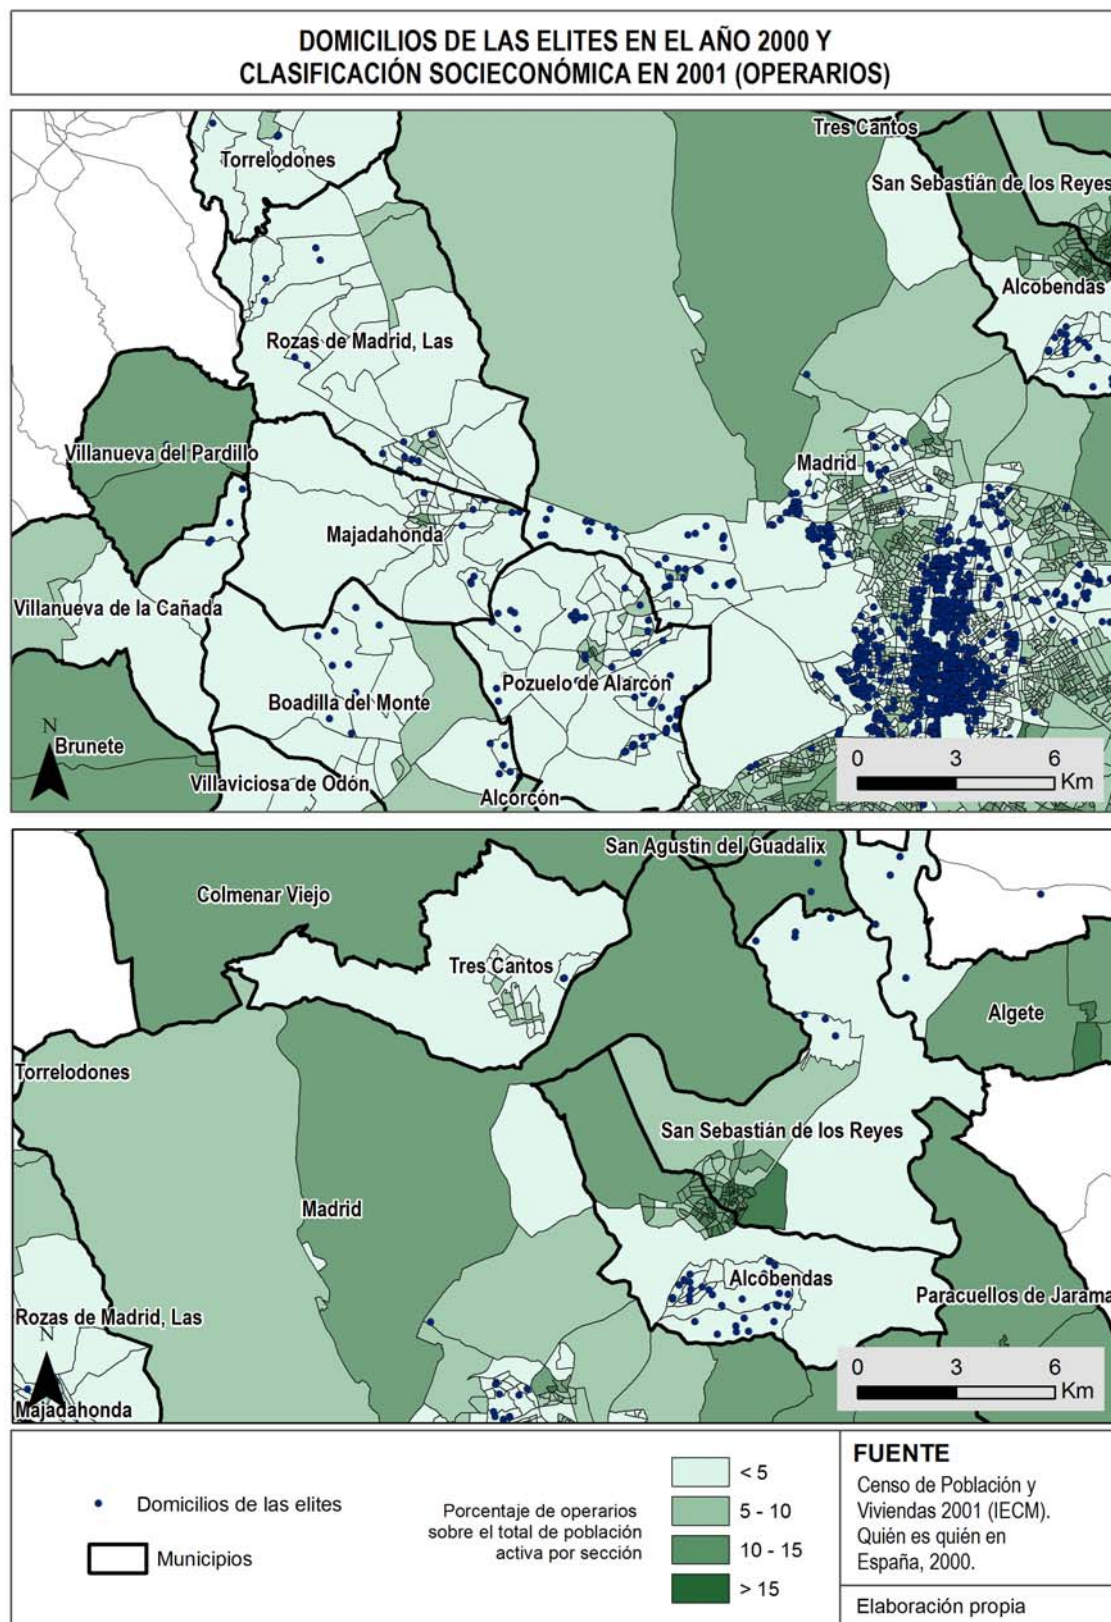 DOMICILIOS DE LAS ELITES EN EL AÑO 2000 Y
CLASIFICACIÓN SOCIECONÓMICA EN 2001 (OPERARIOS)
Tres Cantos
Torrelodones
San Sebastián de los Reyes
Alcobendas
Rozas de Madrid, Las
Villanueva del Pardillo
Madrid
Majadahonda
Villanueva de la Cañada
Pozuelo de Alarcón
Boadilla del Monte
N
Brunete
Villaviciosa de Odón
Alcorcón
0 3 6
Km
San Agustín del Guadalix
Colmenar Viejo
Tres Cantos
Algete
Torrelodones
San Sebastián de los Reyes
Madrid
Alcobendas
Paracuellos de Jarama
Rozas de Madrid, Las
N
Majadahonda
0 3 6
Km
Domicilios de las elites
Municipios
Porcentaje de operarios
sobre el total de población
activa por sección
< 5
5 - 10
10 - 15
> 15
FUENTE
Censo de Población y
Viviendas 2001 (IECM).
Quién es quién en
España, 2000.
Elaboración propia